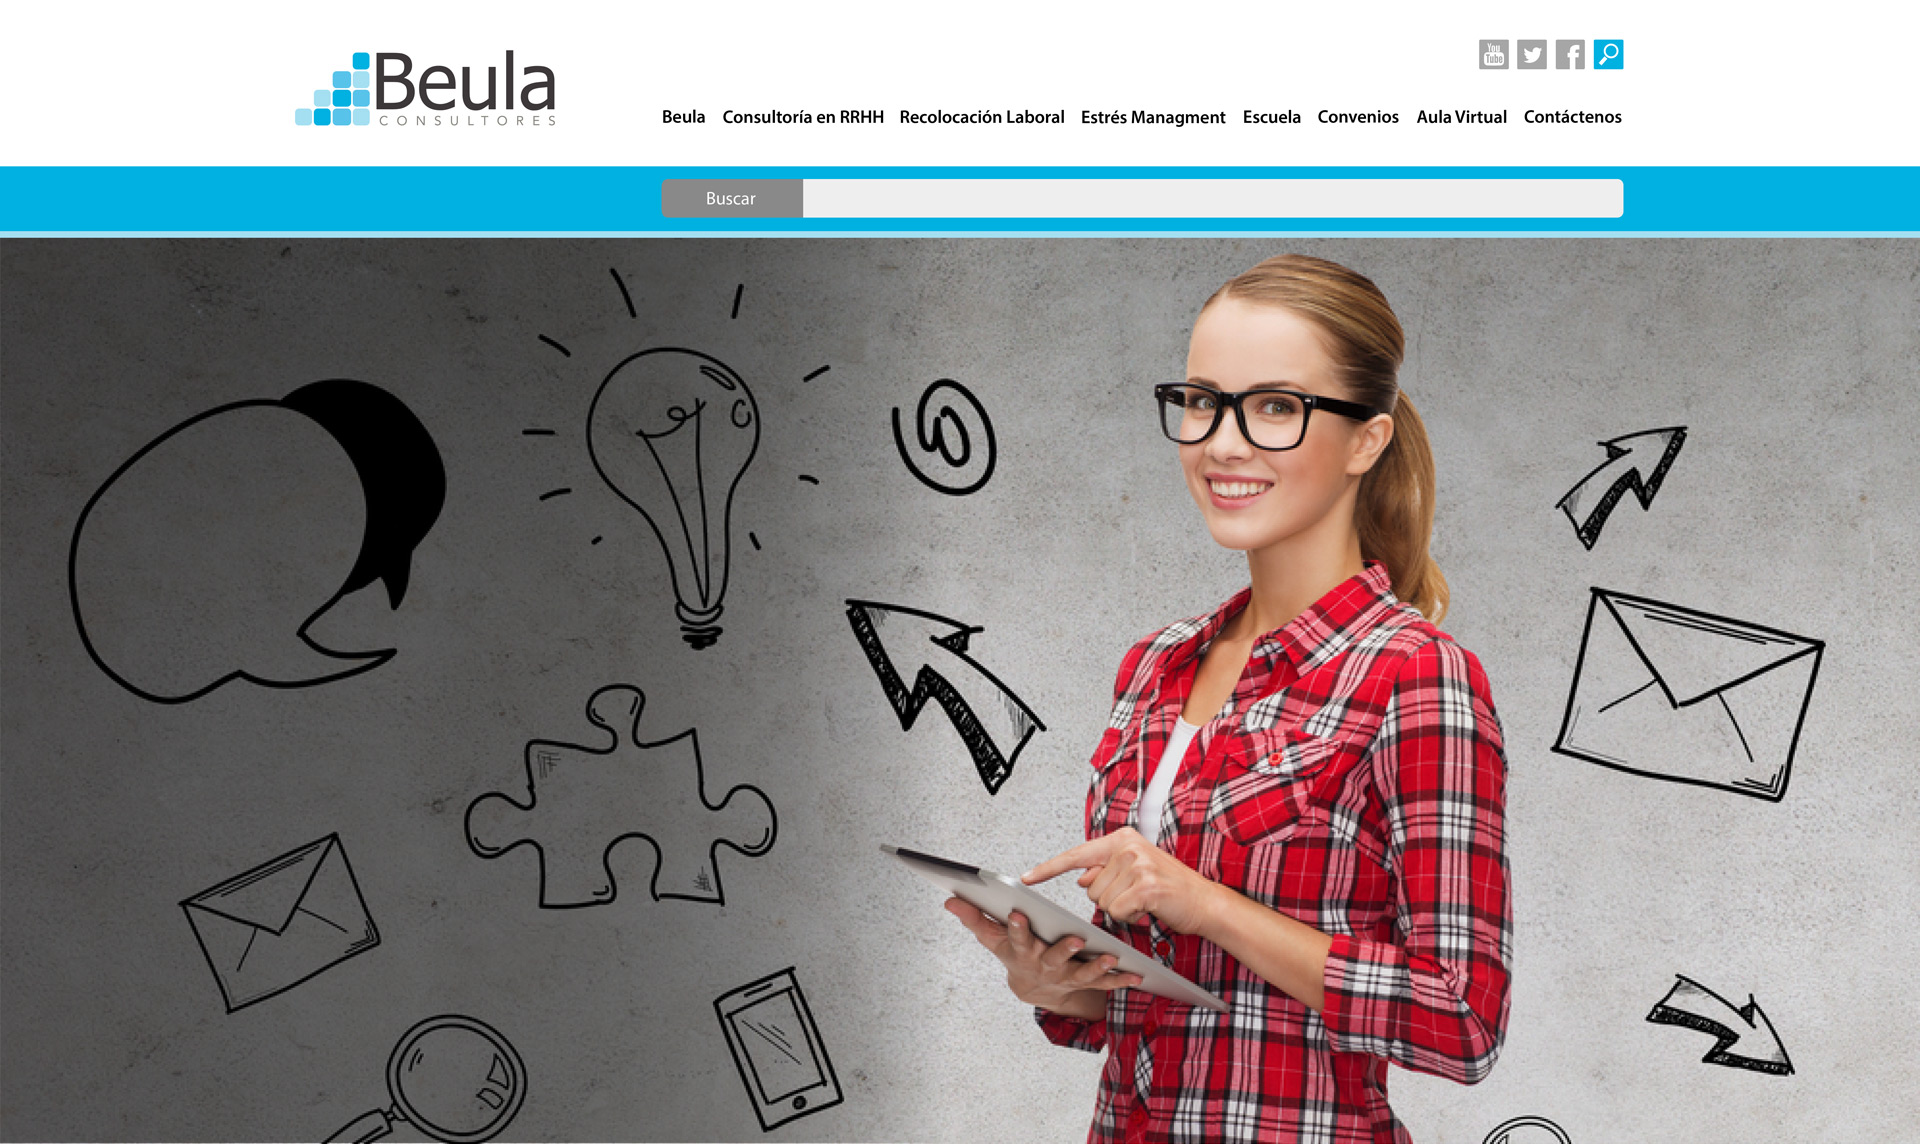 Beula
CONSULTORES
You
Tube
Beula Consultoría en RRHH Recolocación Laboral Estrés Managment Escuela Convenios Aula Virtual Contáctenos
Buscar